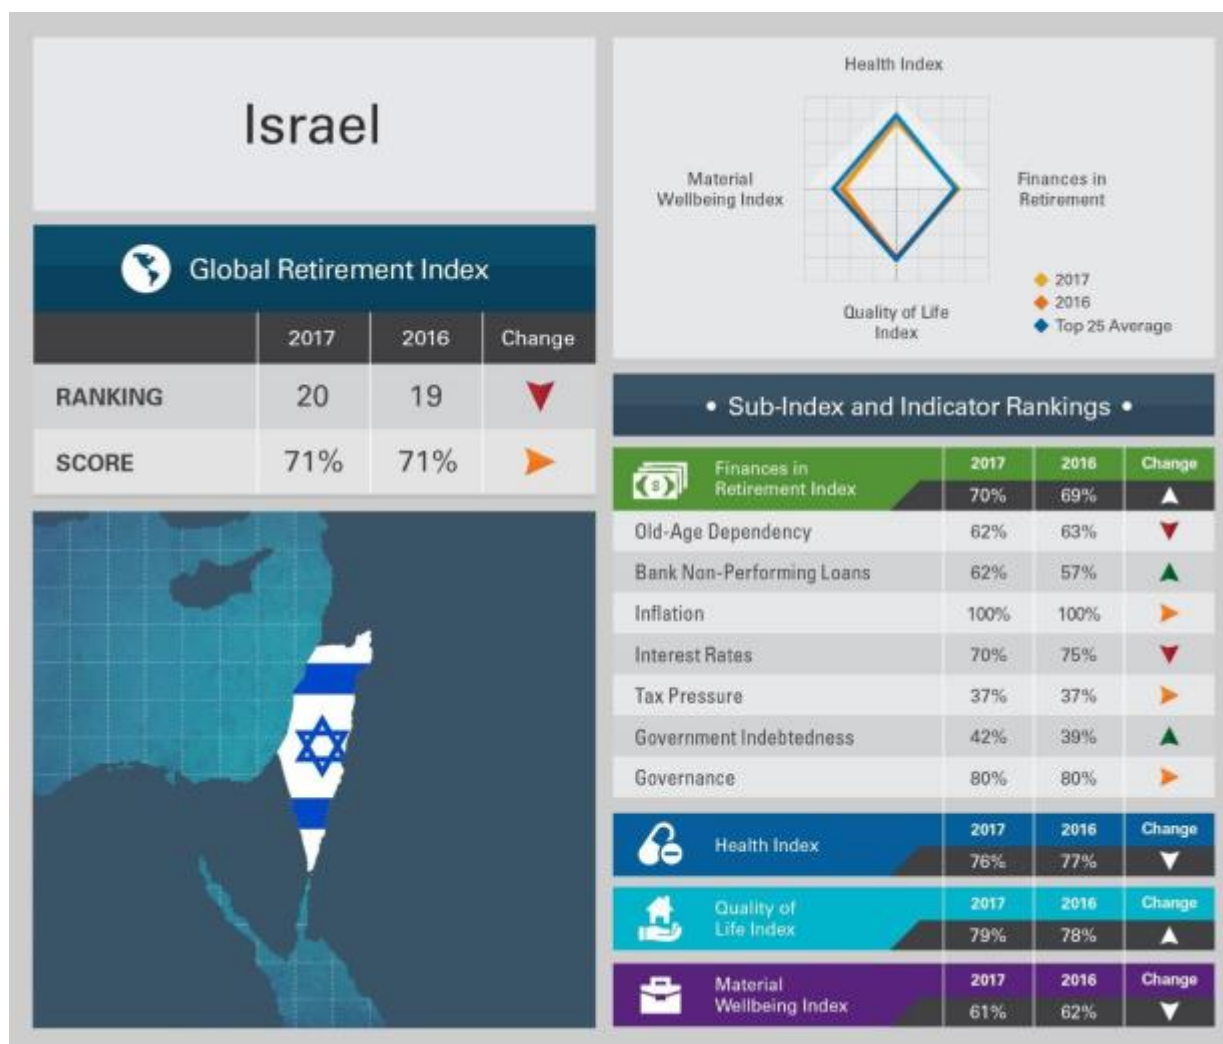 Israel
Global Retirement Index
2017 2016 Change
RANKING 20 19
SCORE 71% 71%
Health Index
Material
Wellbeing Index
Finances in
Retirement
Quality of Life
Index
2017
2016
Top 25 Average
• Sub-Index and Indicator Rankings •
Finances in
Retirement Index
2017 2016 Change
70% 69%
Old-Age Dependency 62% 63%
Bank Non-Performing Loans 62% 57%
Inflation 100% 100%
Interest Rates 70% 75%
Tax Pressure 37% 37%
Government Indebtedness 42% 39%
Governance 80% 80%
Health Index
2017 2016 Change
76% 77%
Quality of
Life Index
2017 2016 Change
79% 78%
Material
Wellbeing Index
2017 2016 Change
61% 62%